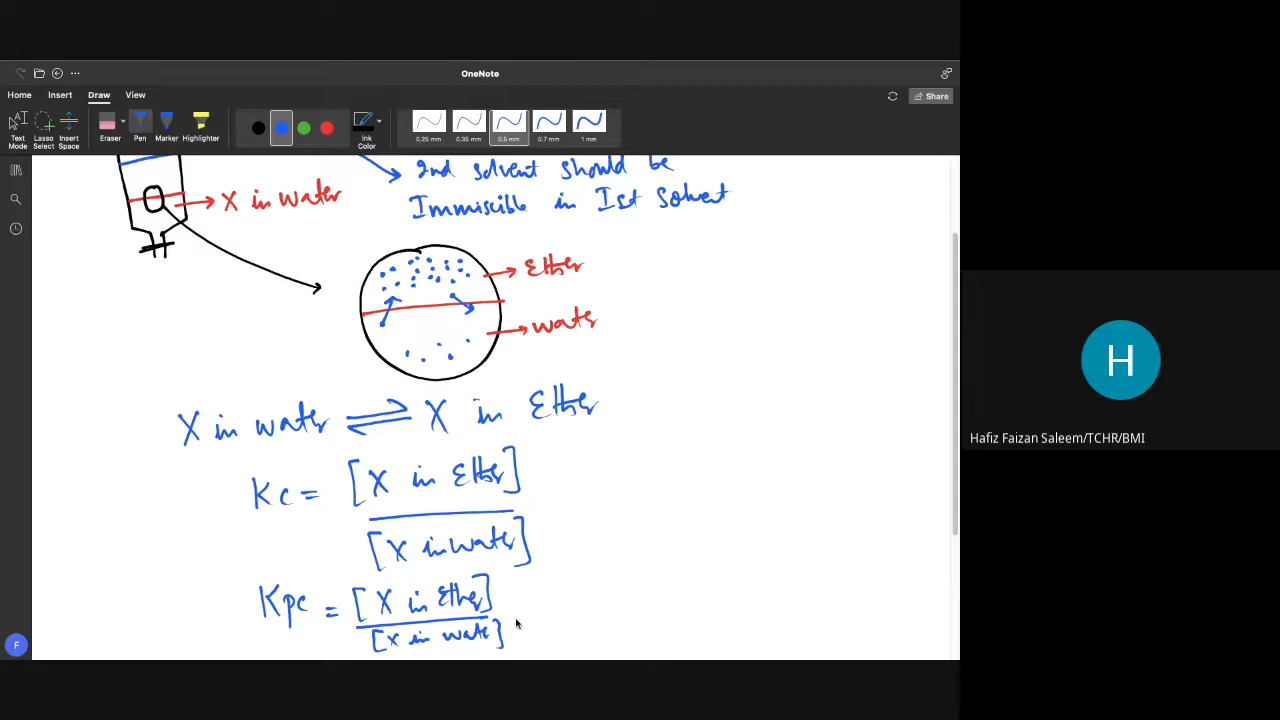 OneNote
Home Insert Draw View
Share
Text Mode
Lasso Select
Insert Space
Eraser
Pen
Marker
Highlighter
Ink Color
0.25 mm
0.35 mm
0.5 mm
0.7 mm
1 mm
2nd solvent should be
Immiscible in Ist Solvent
X in water
Ether
water
X in water ⇌ X in Ether
Kc = [X in Ether]
[X in water]
Kpc = [X in Ether]
[X in wate]
F
H
Hafiz Faizan Saleem/TCHR/BMI